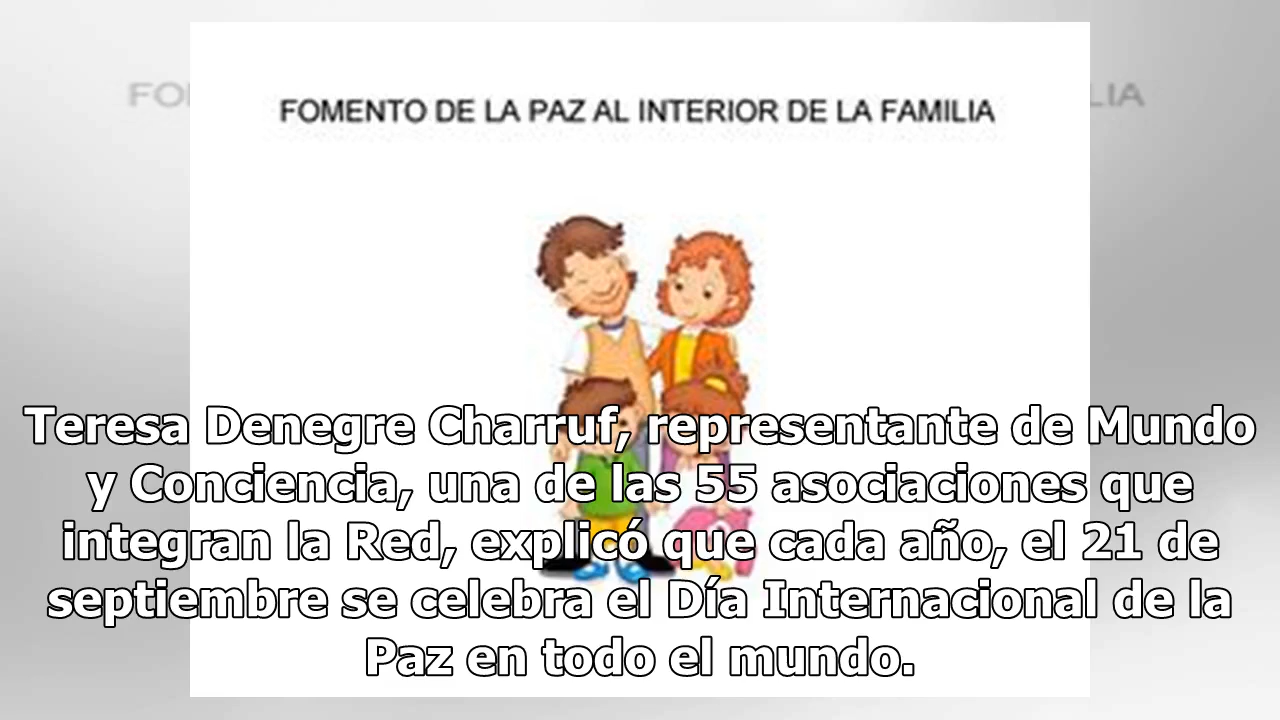 FOMENTO DE LA PAZ AL INTERIOR DE LA FAMILIA
Teresa Denegre Charruf, representante de Mundo
y Conciencia, una de las 55 asociaciones que
integran la Red, explicó que cada año, el 21 de
septiembre se celebra el Día Internacional de la
Paz en todo el mundo.